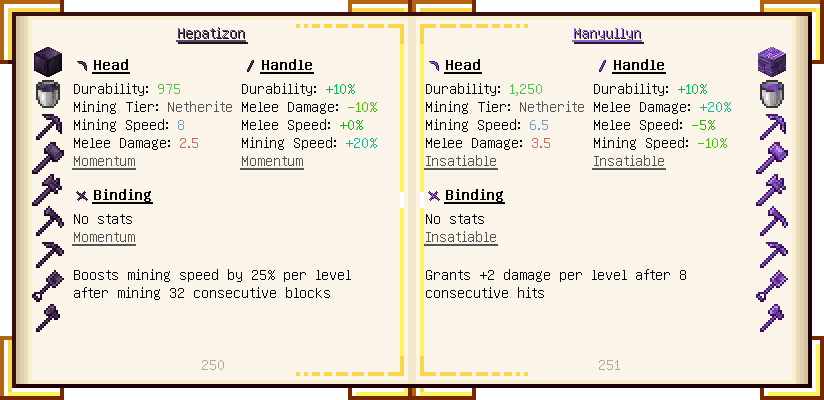 Hepatizon
Head
Durability: 975
Mining Tier: Netherite
Mining Speed: 8
Melee Damage: 2.5
Momentum
Handle
Durability: +10%
Melee Damage: -10%
Melee Speed: +0%
Mining Speed: +20%
Momentum
Binding
No stats
Momentum
Boosts mining speed by 25% per level
after mining 32 consecutive blocks
250
Manyullyn
Head
Durability: 1,250
Mining Tier: Netherite
Mining Speed: 6.5
Melee Damage: 3.5
Insatiable
Handle
Durability: +10%
Melee Damage: +20%
Melee Speed: -5%
Mining Speed: -10%
Insatiable
Binding
No stats
Insatiable
Grants +2 damage per level after 8
consecutive hits
251